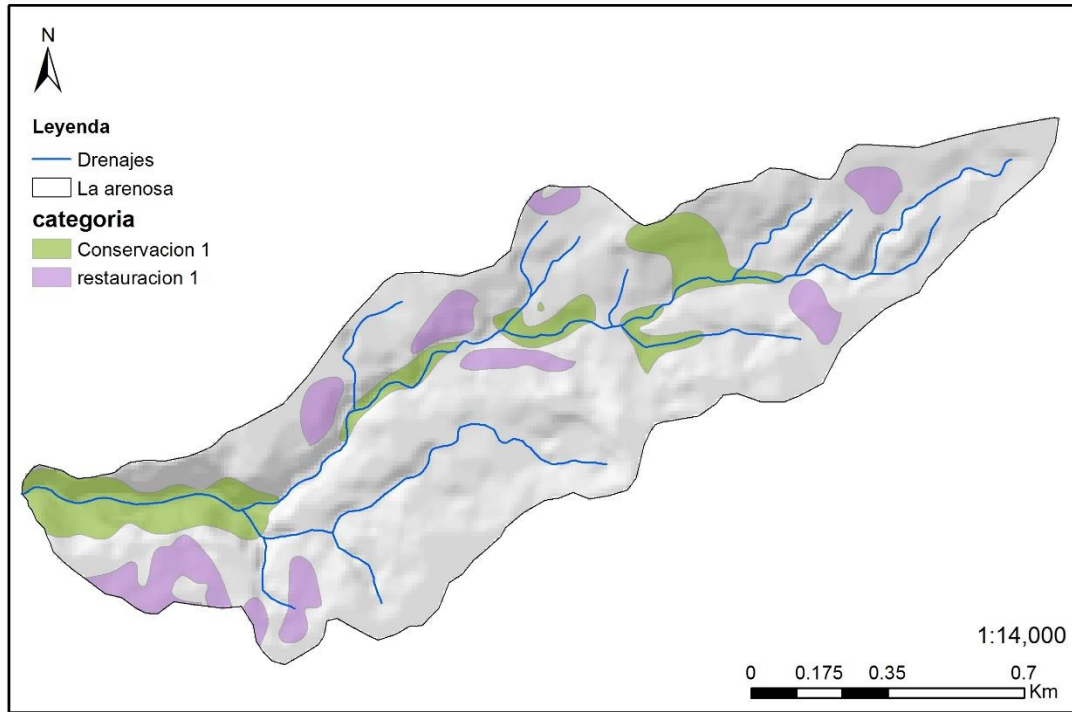 N
Leyenda
Drenajes
La arenosa
categoria
Conservacion 1
restauracion 1
1:14,000
0 0.175 0.35 0.7
Km